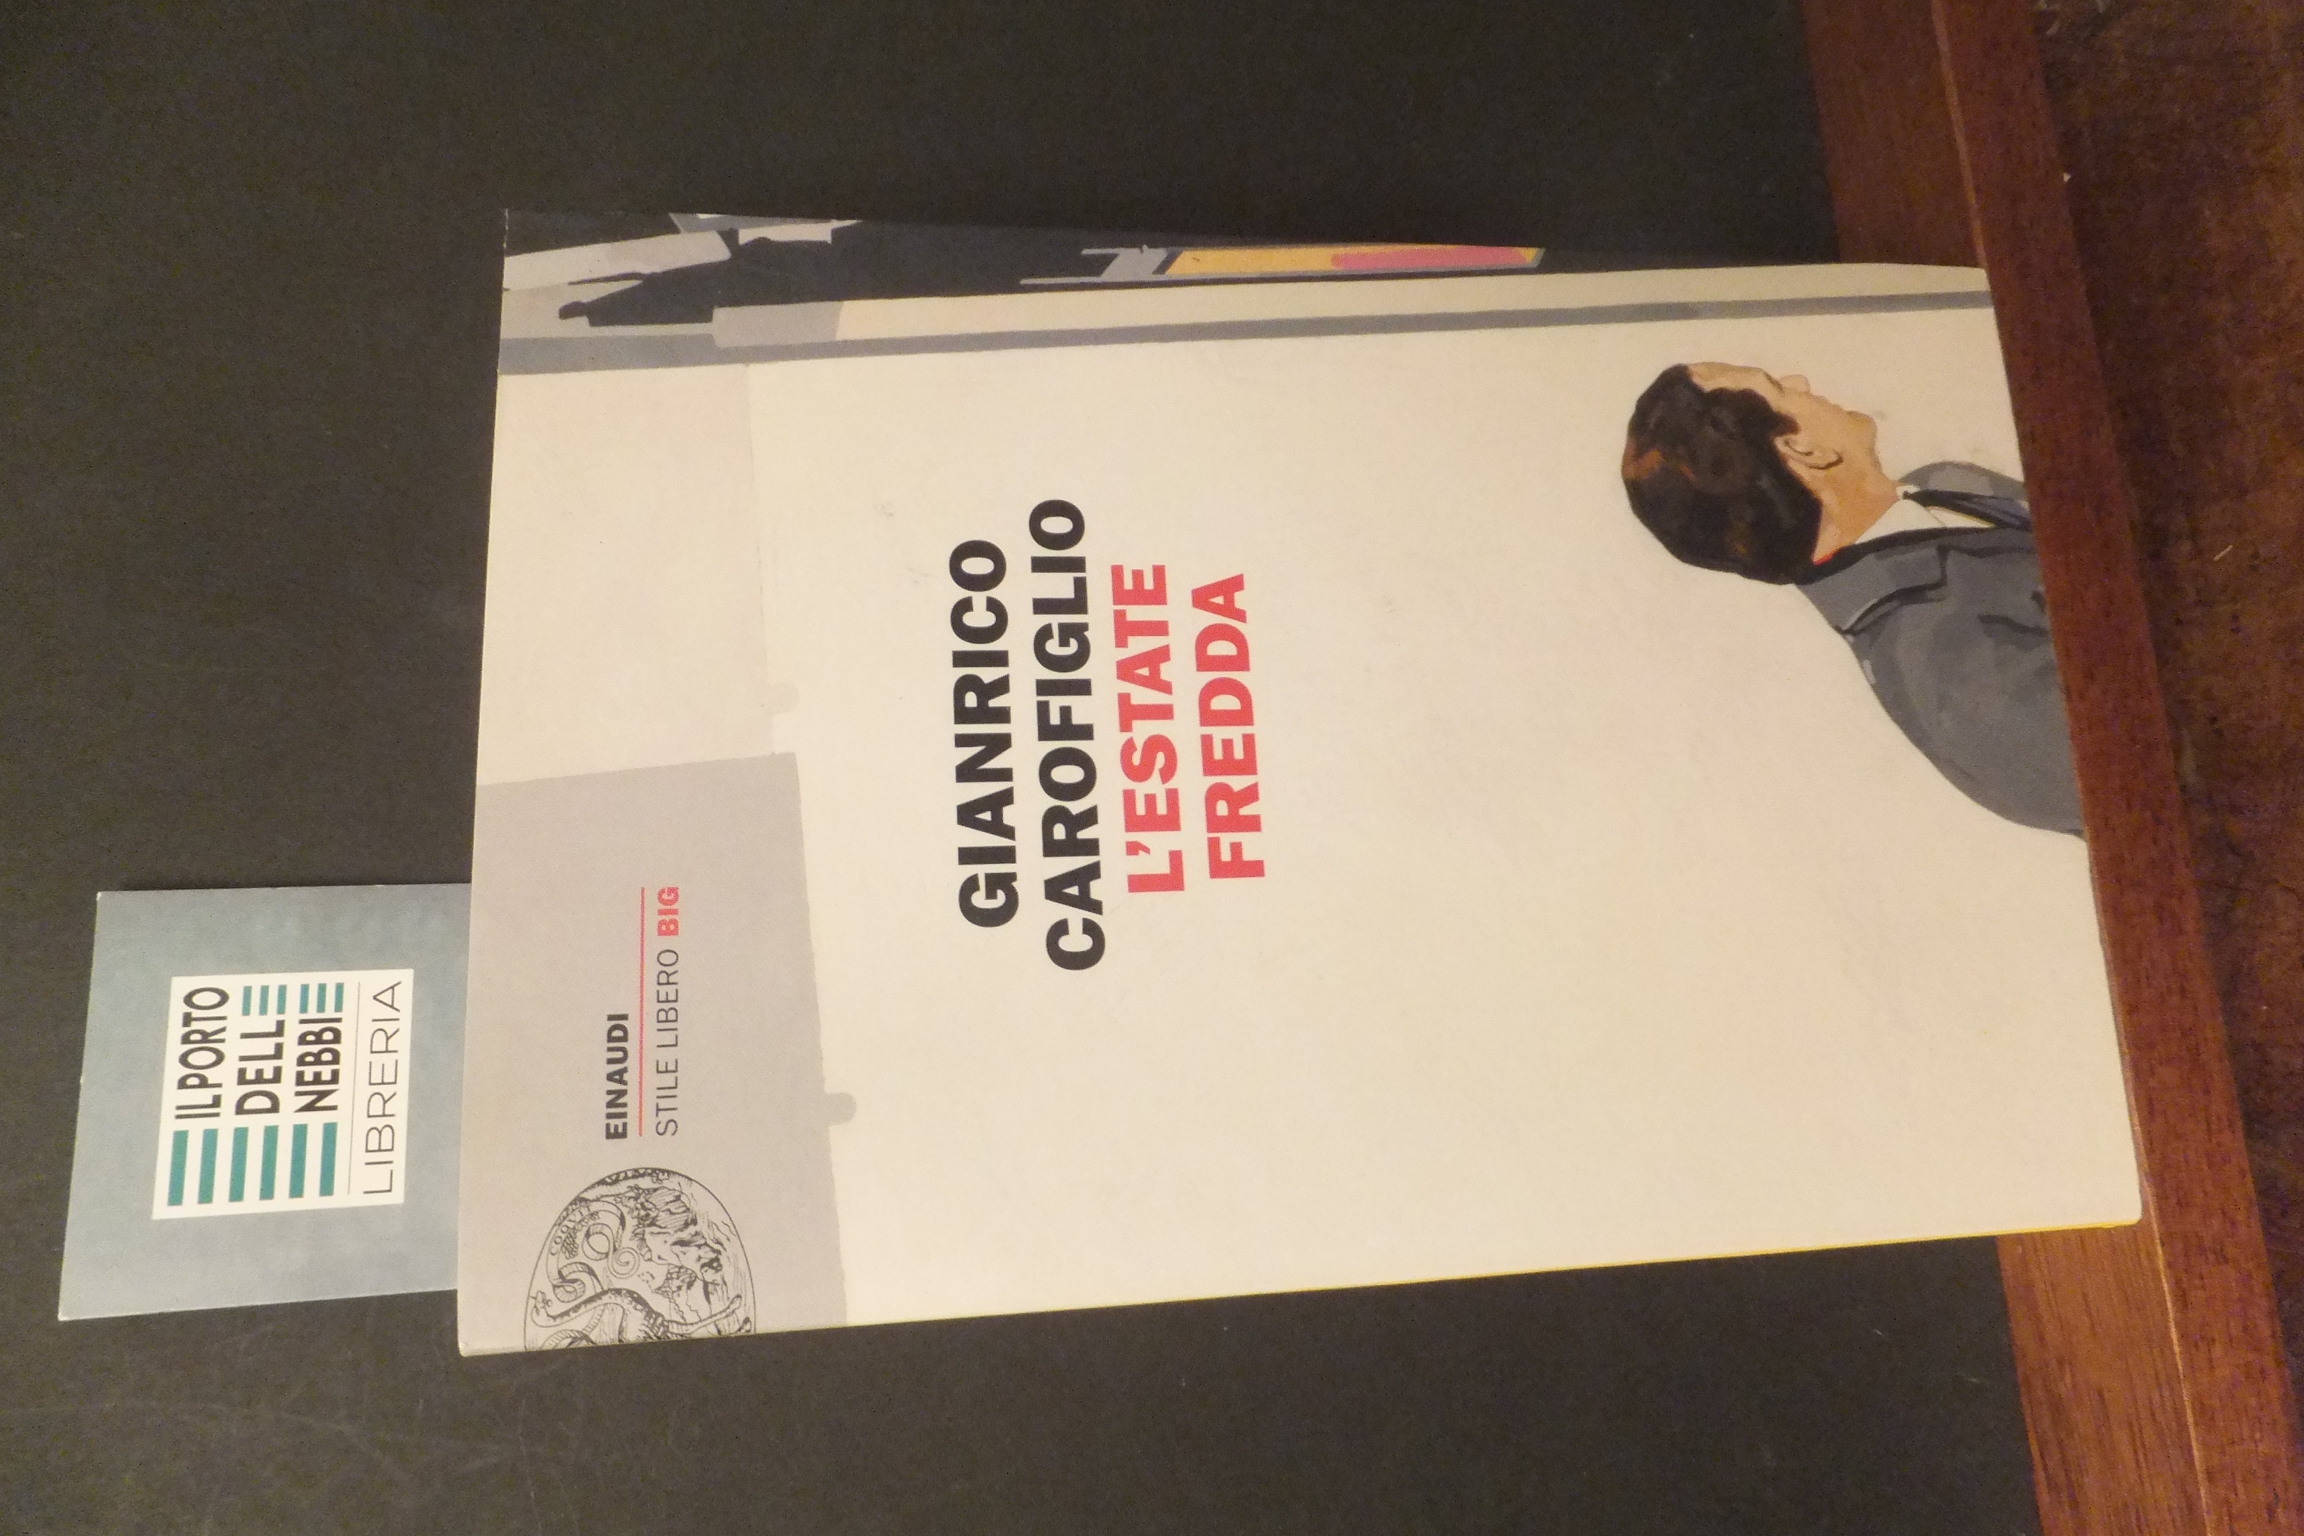 IL PORTO
DELLE
NEBBIE
LIBRERIA
EINAUDI
STILE LIBERO BIG
GIANRICO
CAROFIGLIO
L'ESTATE
FREDDA